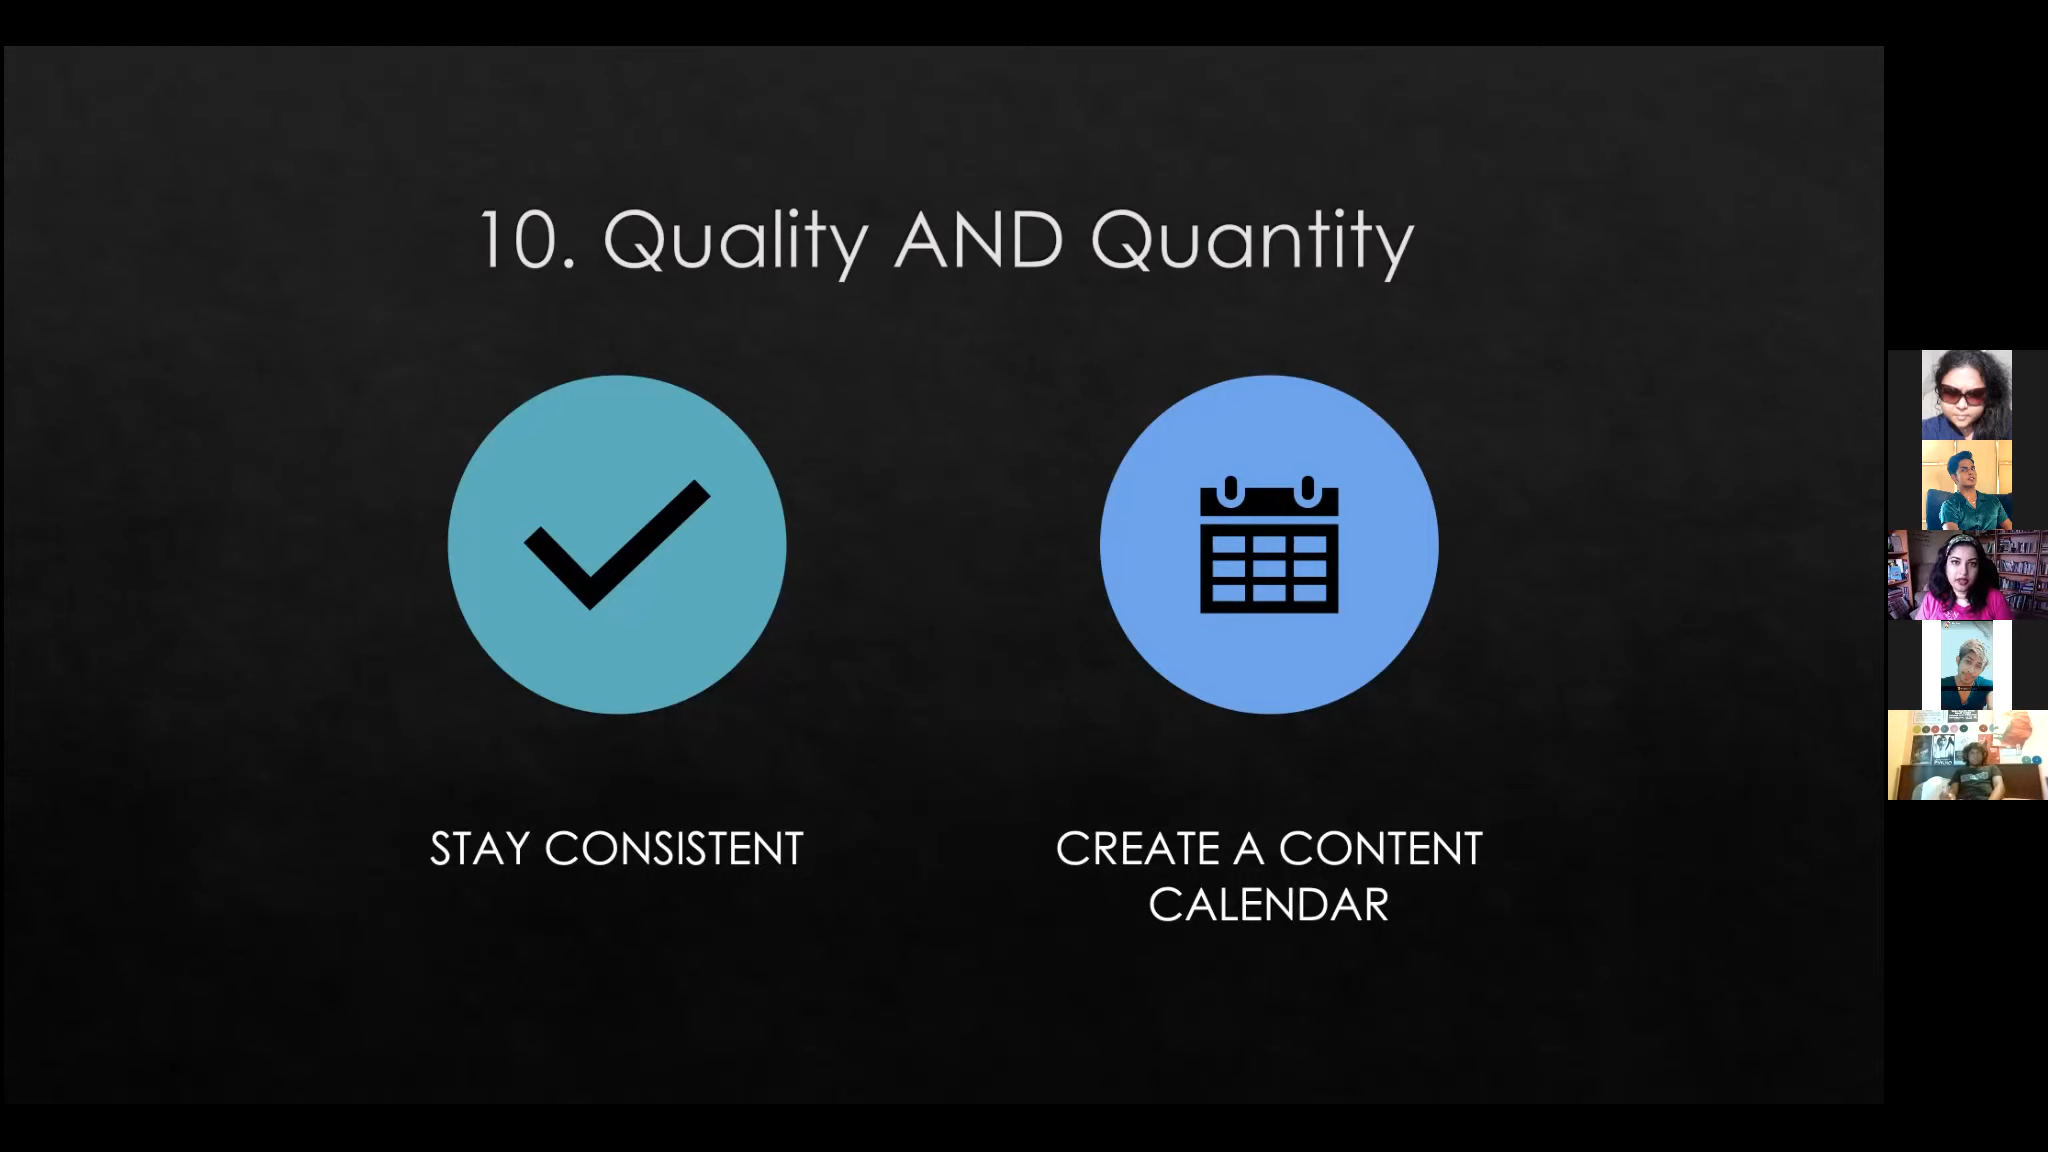 10. Quality AND Quantity
STAY CONSISTENT
CREATE A CONTENT
CALENDAR